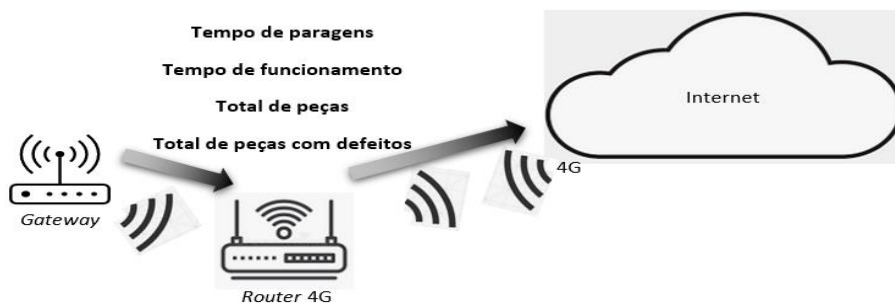 Tempo de paragens
Tempo de funcionamento
Total de peças
Total de peças com defeitos
Internet
4G
Gateway
Router 4G